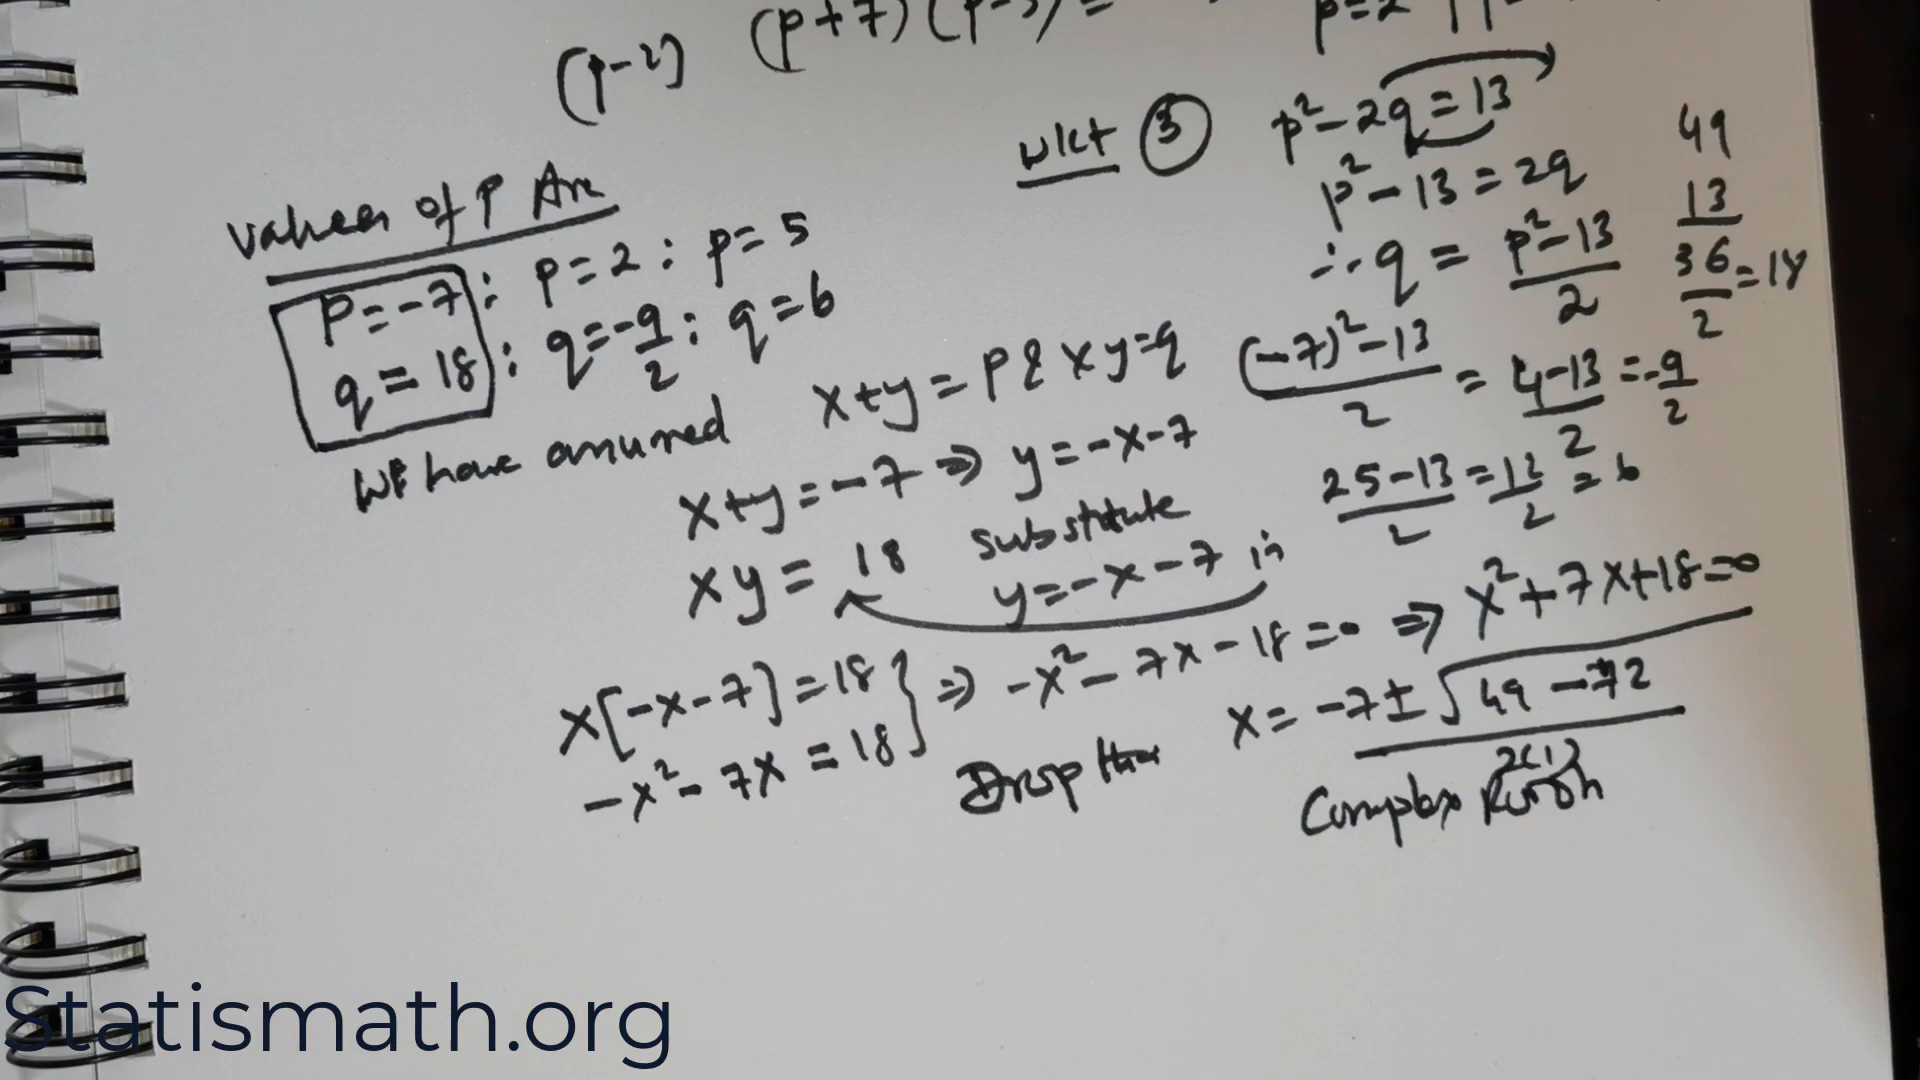 (p-2) (p+7) (p-5) =
p=2
wkt ③ p²-2q=13
p²-13=2q
∴ q = p²-13 / 2
49
13
36 / 2 = 18
values of P Are
P=-7 : p=2 : p=5
q=18 : q=-9/2 : q=6
We have assumed x+y=P & xy=q
(-7)²-13 / 2 = 4-13 / 2 = -9/2
25-13 / 2 = 12/2 = 6
x+y=-7 ⇒ y=-x-7
xy=18 substitute
y=-x-7 in
x[-x-7]=18 } ⇒ -x²-7x-18=0 ⇒ x²+7x+18=0
-x²-7x=18
x = -7±√49-72 / 2(1)
Drop this
Complex Roots
Statismath.org